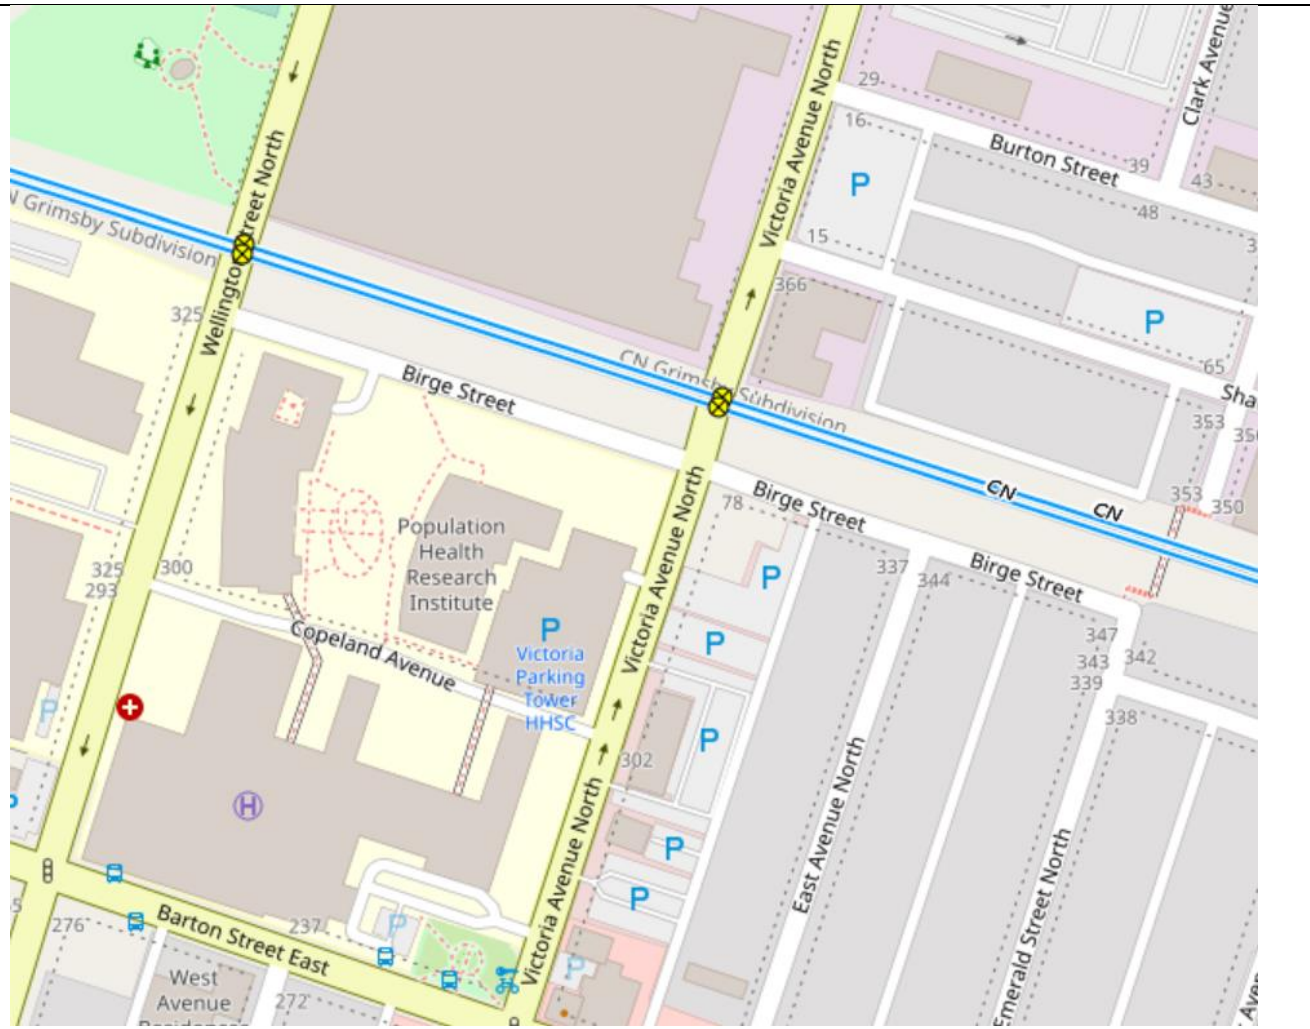 Clark Avenue
29
16
Burton Street
39
43
48
P
Wellington Street North
Victoria Avenue North
15
N Grimsby Subdivision
366
P
325
65
CN Grimsby Subdivision
Sha
Birge Street
353
350
CN
CN
353
350
Birge Street
78
Population
Health
Research
Institute
Birge Street
337
344
325
293
300
P
P
P
Victoria
Parking
Tower
HHSC
Copeland Avenue
Victoria Avenue North
347
343
339
342
338
P
P
302
H
P
P
Victoria Avenue North
East Avenue North
Emerald Street North
276
Barton Street East
237
P
P
West
Avenue
Residences
272